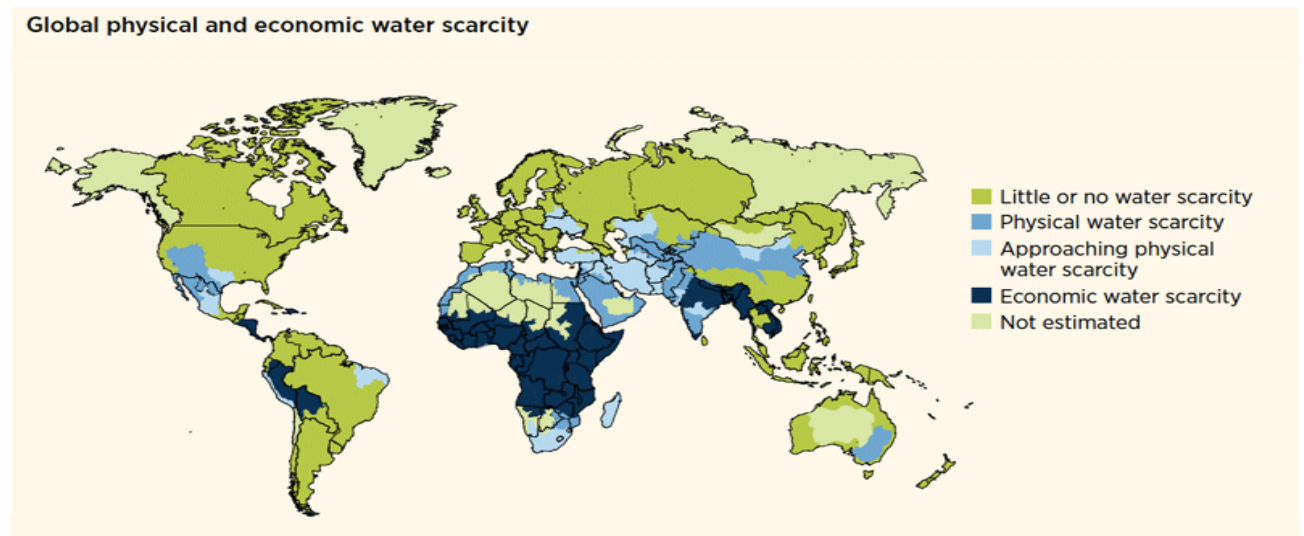 Global physical and economic water scarcity
Little or no water scarcity
Physical water scarcity
Approaching physical
water scarcity
Economic water scarcity
Not estimated